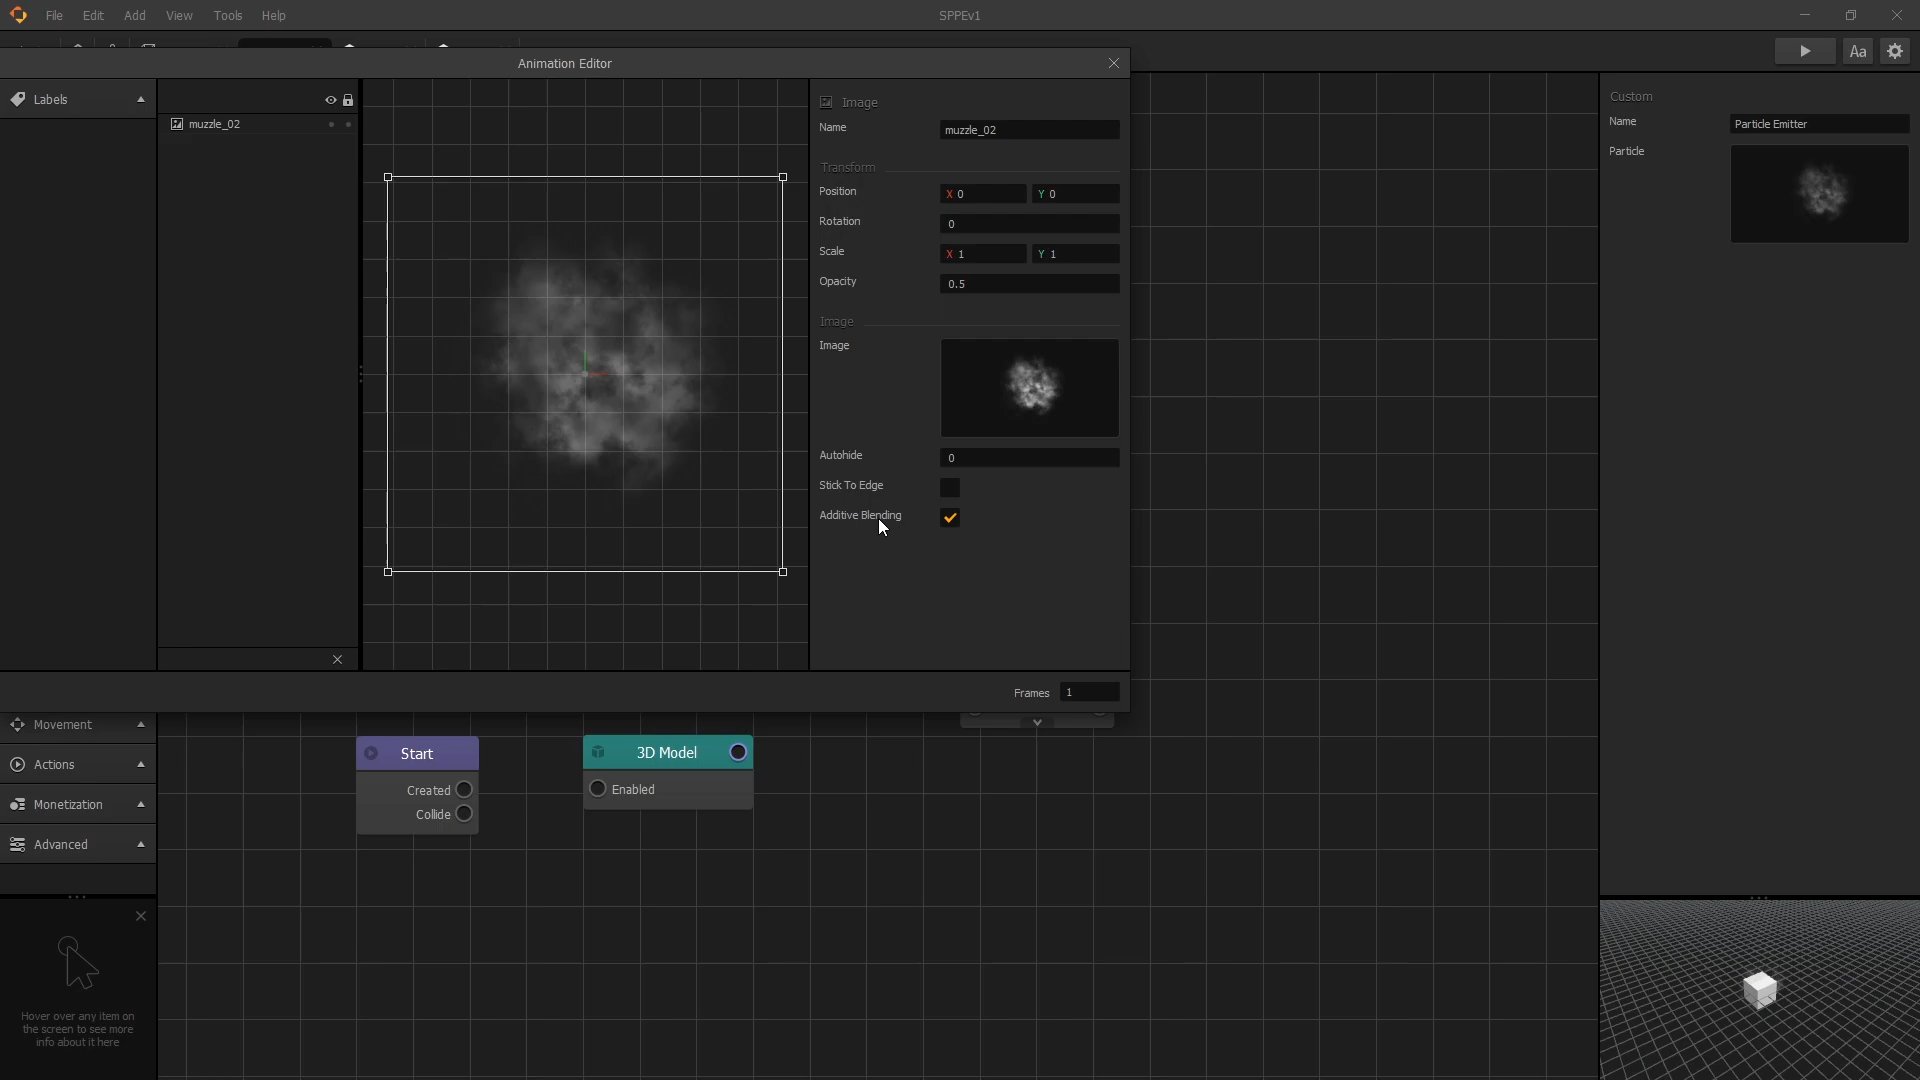 File Edit Add View Tools Help SPPEv1
Aa
Animation Editor
Labels
muzzle_02
Image
Name muzzle_02
Transform
Position X 0 Y 0
Rotation 0
Scale X 1 Y 1
Opacity 0.5
Image
Image
Autohide 0
Stick To Edge
Additive Blending
Frames 1
Custom
Name Particle Emitter
Particle
Movement
Actions
Monetization
Advanced
Start
Created
Collide
3D Model
Enabled
Hover over any item on
the screen to see more
info about it here